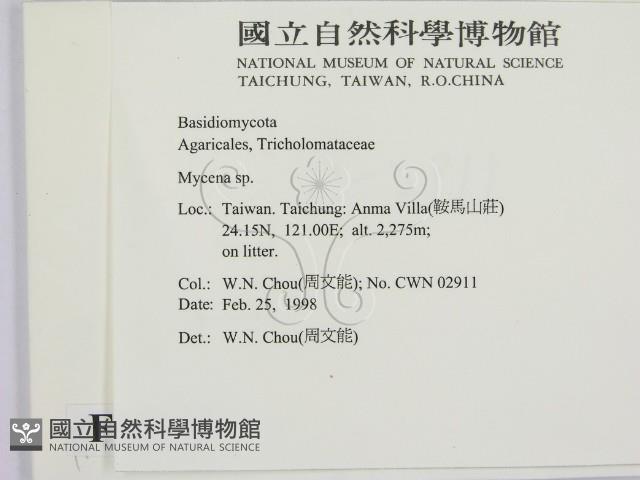 國立自然科學博物館
NATIONAL MUSEUM OF NATURAL SCIENCE
TAICHUNG, TAIWAN, R.O.CHINA
Basidiomycota
Agaricales, Tricholomataceae
Mycena sp.
Loc.: Taiwan. Taichung: Anma Villa(鞍馬山莊)
24.15N, 121.00E; alt. 2,275m;
on litter.
Col.: W.N. Chou(周文能); No. CWN 02911
Date: Feb. 25, 1998
Det.: W.N. Chou(周文能)
F
國立自然科學博物館
NATIONAL MUSEUM OF NATURAL SCIENCE